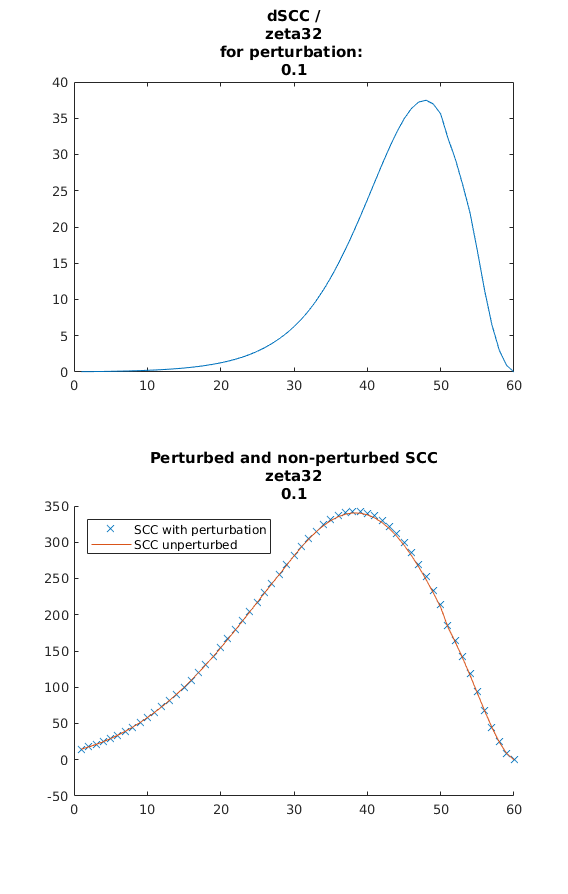 dSCC /
zeta32
for perturbation:
0.1
40
35
30
25
20
15
10
5
0
0 10 20 30 40 50 60
Perturbed and non-perturbed SCC
zeta32
0.1
350
300
250
200
150
100
50
0
-50
SCC with perturbation
SCC unperturbed
0 10 20 30 40 50 60